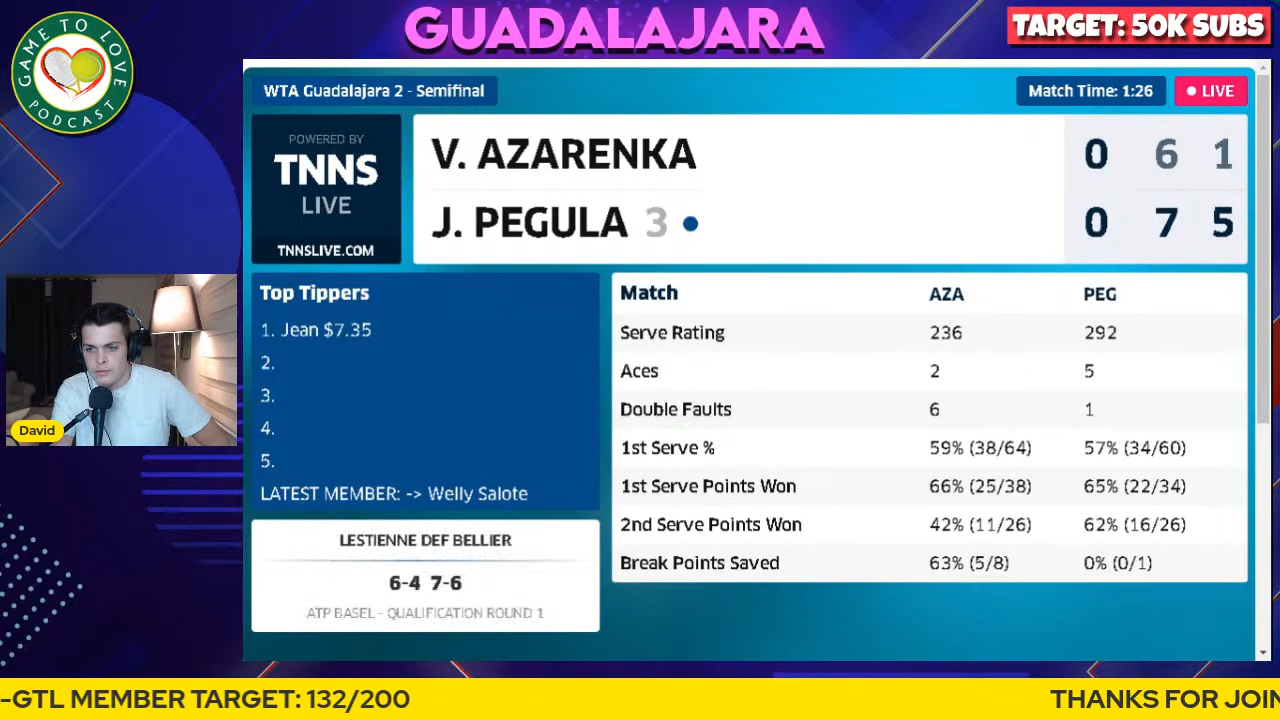 GAME TO LOVE
PODCAST
GUADALAJARA
TARGET: 50K SUBS
WTA Guadalajara 2 - Semifinal
Match Time: 1:26
LIVE
POWERED BY
TNNS
LIVE
TNNSLIVE.COM
V. AZARENKA 0 6 1
J. PEGULA 3 0 7 5
Top Tippers
1. Jean $7.35
2.
3.
4.
5.
LATEST MEMBER: -> Welly Salote
LESTIENNE DEF BELLIER
6-4 7-6
ATP BASEL - QUALIFICATION ROUND 1
Match AZA PEG
Serve Rating 236 292
Aces 2 5
Double Faults 6 1
1st Serve % 59% (38/64) 57% (34/60)
1st Serve Points Won 66% (25/38) 65% (22/34)
2nd Serve Points Won 42% (11/26) 62% (16/26)
Break Points Saved 63% (5/8) 0% (0/1)
David
-GTL MEMBER TARGET: 132/200 THANKS FOR JOIN